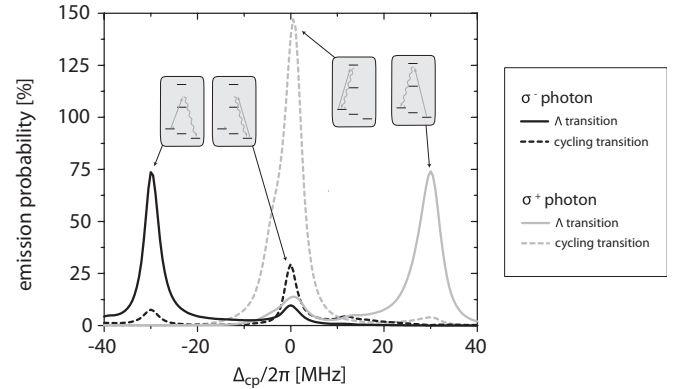 150
125
100
75
50
25
0
emission probability [%]
-40
-20
0
20
40
Δcp/2π [MHz]
σ- photon
Λ transition
cycling transition
σ+ photon
Λ transition
cycling transition